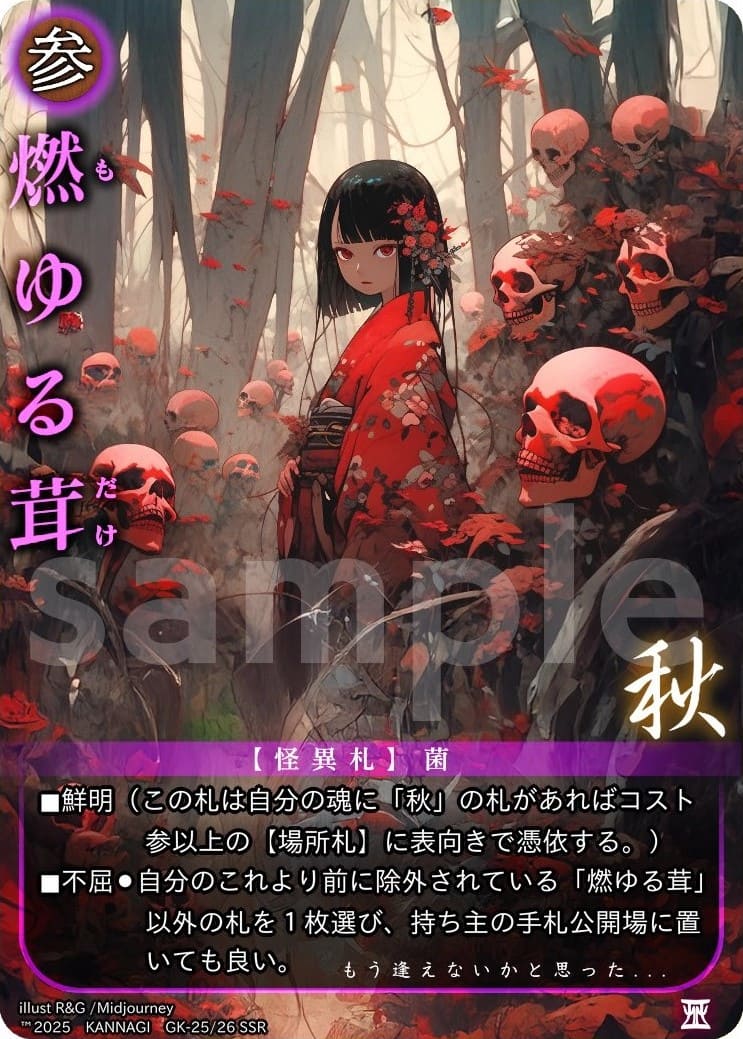 参
燃ゆる茸
も
だけ
sample
秋
【怪異札】菌
■鮮明（この札は自分の魂に「秋」の札があればコスト
参以上の【場所札】に表向きで憑依する。）
■不屈●自分のこれより前に除外されている「燃ゆる茸」
以外の札を１枚選び、持ち主の手札公開場に置
いても良い。
もう逢えないかと思った...
illust R&G /Midjourney
™2025 KANNAGI GK-25/26 SSR